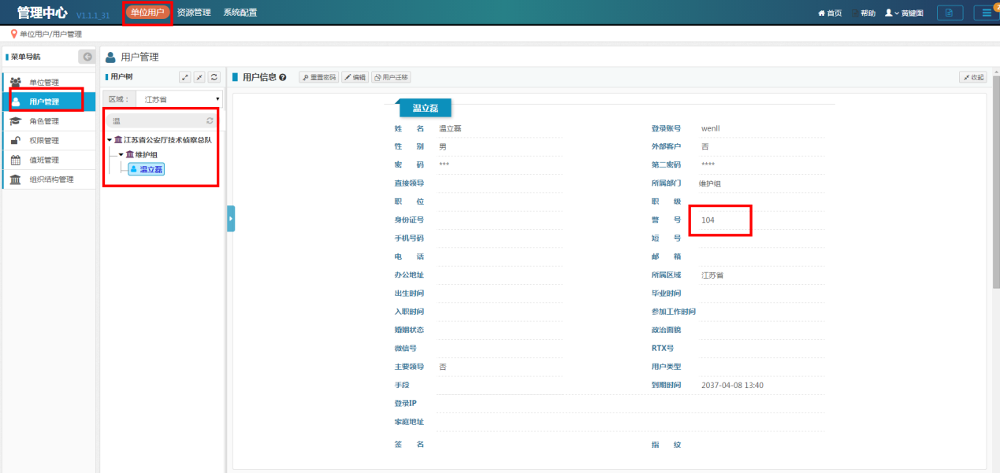 管理中心 V1.1.1_31 单位用户 资源管理 系统配置 首页 帮助 黄键图
单位用户/用户管理
菜单导航
单位管理
用户管理
角色管理
权限管理
值班管理
组织结构管理
用户管理
用户树
区域： 江苏省
温
江苏省公安厅技术侦察总队
维护组
温立磊
用户信息 重置密码 编辑 用户迁移 收起
温立磊
姓 名 温立磊 登录账号 wenll
性 别 男 外部客户 否
密 码 *** 第二密码 ****
直接领导 所属部门 维护组
职 位 职 级
身份证号 警 号 104
手机号码 短 号
电 话 邮 箱
办公地址 所属区域 江苏省
出生时间 毕业时间
入职时间 参加工作时间
婚姻状态 政治面貌
微信号 RTX号
主要领导 否 用户类型
手段 到期时间 2037-04-08 13:40
登录IP
家庭地址
签 名 指 纹